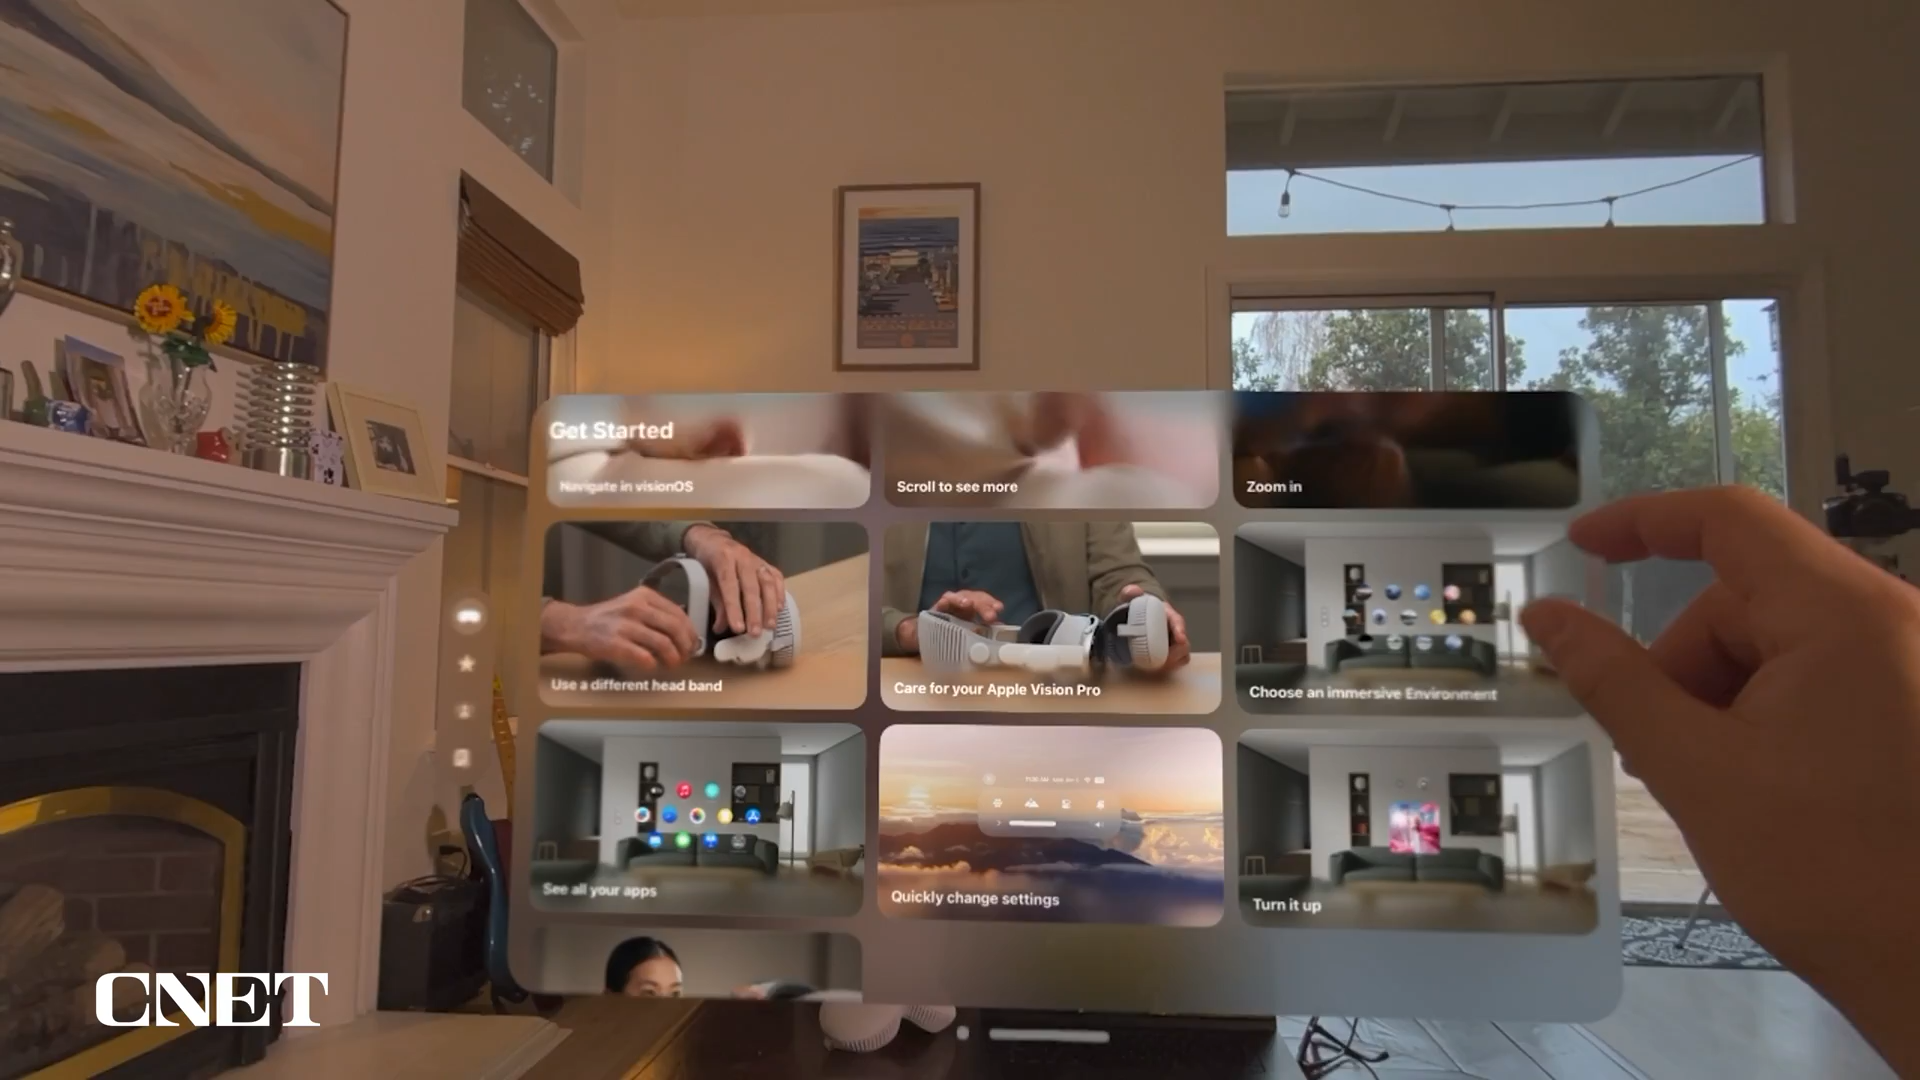 Get Started
Navigate in visionOS
Scroll to see more
Zoom in
Use a different head band
Care for your Apple Vision Pro
Choose an immersive Environment
See all your apps
Quickly change settings
Turn it up
CNET